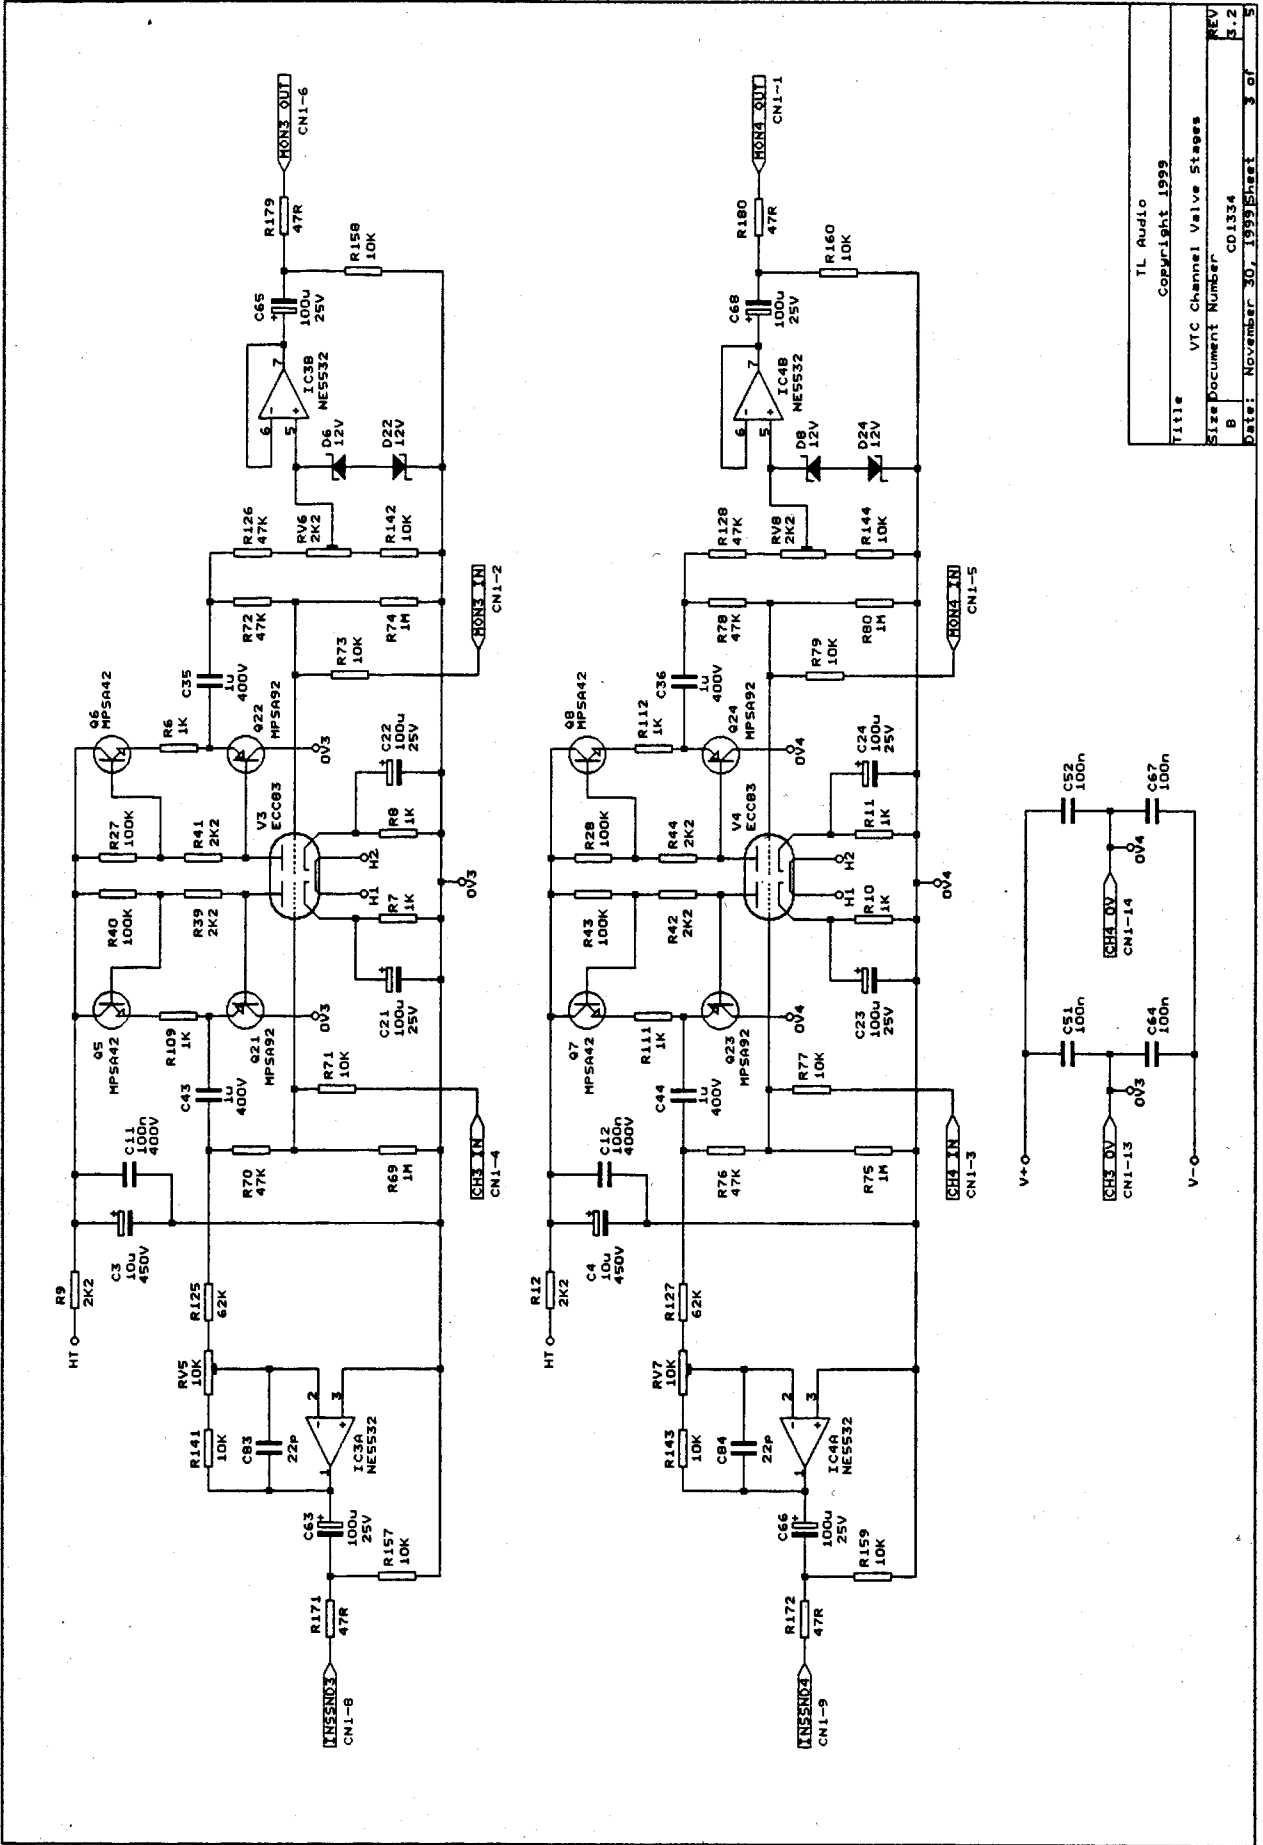 HT
R9
2K2
C3
10u
450V
C11
100n
400V
Q5
MPSA42
R109
1K
Q21
MPSA92
0V3
R40
100K
R39
2K2
R27
100K
R41
2K2
Q6
MPSA42
R6
1K
Q22
MPSA92
0V3
V3
ECC83
C43
1u
400V
C35
1u
400V
INSSND3
CN1-8
R171
47R
C63
100u
25V
R157
10K
R141
10K
RV5
10K
R125
62K
C83
22p
IC3A
NE5532
1
2
3
R70
47K
R69
1M
R71
10K
CH3 IN
CN1-4
C21
100u
25V
R7
1K
H1
H2
R8
1K
C22
100u
25V
0V3
R73
10K
MON3 IN
CN1-2
R72
47K
R74
1M
R126
47K
RV6
2K2
R142
10K
D6
12V
D22
12V
5
6
7
IC3B
NE5532
C65
100u
25V
R158
10K
R179
47R
MON3 OUT
CN1-6
HT
R12
2K2
C4
10u
450V
C12
100n
400V
Q7
MPSA42
R111
1K
Q23
MPSA92
0V4
R43
100K
R42
2K2
R28
100K
R44
2K2
Q8
MPSA42
R112
1K
Q24
MPSA92
0V4
V4
ECC83
C44
1u
400V
C36
1u
400V
INSSND4
CN1-9
R172
47R
C66
100u
25V
R159
10K
R143
10K
RV7
10K
R127
62K
C84
22p
IC4A
NE5532
1
2
3
R76
47K
R75
1M
R77
10K
CH4 IN
CN1-3
C23
100u
25V
R10
1K
H1
H2
R11
1K
C24
100u
25V
0V4
R79
10K
MON4 IN
CN1-5
R78
47K
R80
1M
R128
47K
RV8
2K2
R144
10K
D8
12V
D24
12V
5
6
7
IC4B
NE5532
C68
100u
25V
R160
10K
R180
47R
MON4 OUT
CN1-1
V+
V-
C51
100n
C64
100n
CH3 0V
CN1-13
0V3
C52
100n
C67
100n
CH4 0V
CN1-14
0V4
TL Audio
Copyright 1999
Title
VTC Channel Valve Stages
Size Document Number REV
B CD1334 3.2
Date: November 30, 1999 Sheet 3 of 5